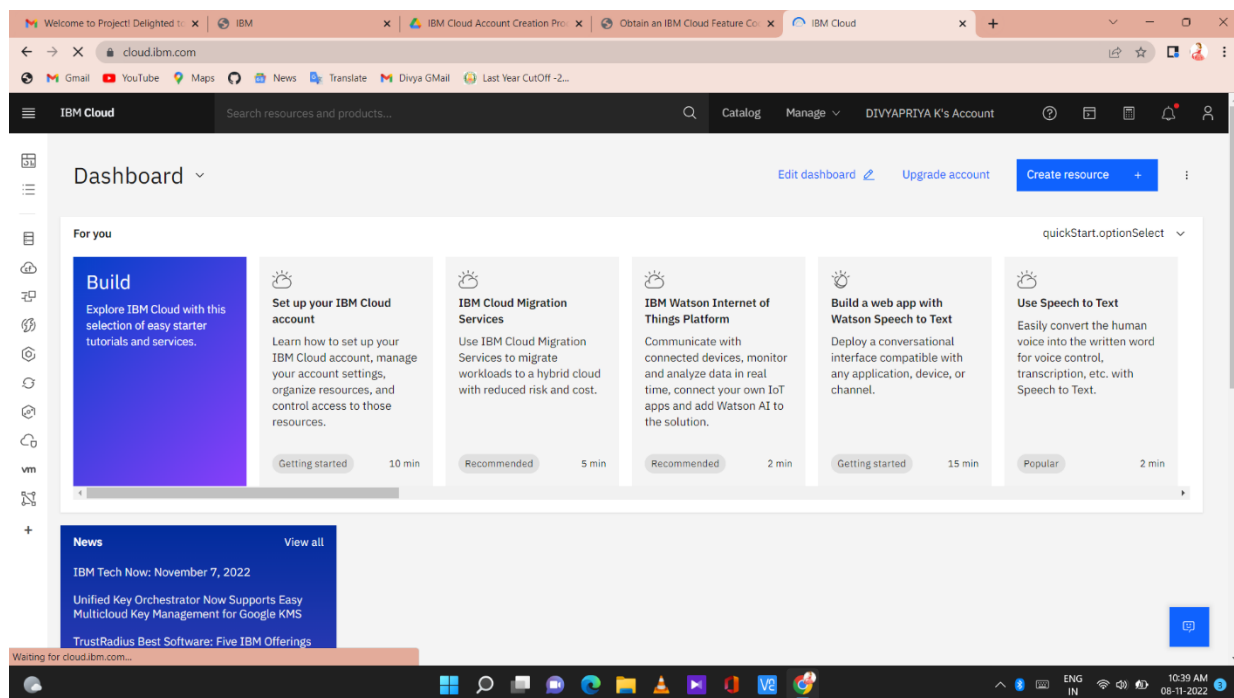 Welcome to Project! Delighted to
IBM
IBM Cloud Account Creation Proc
Obtain an IBM Cloud Feature Co
IBM Cloud
cloud.ibm.com
Gmail
YouTube
Maps
News
Translate
Divya GMail
Last Year CutOff -2...
IBM Cloud
Search resources and products...
Catalog
Manage
DIVYAPRIYA K's Account
Dashboard
Edit dashboard
Upgrade account
Create resource +
For you
quickStart.optionSelect
Build
Explore IBM Cloud with this
selection of easy starter
tutorials and services.
Set up your IBM Cloud
account
Learn how to set up your
IBM Cloud account, manage
your account settings,
organize resources, and
control access to those
resources.
Getting started 10 min
IBM Cloud Migration
Services
Use IBM Cloud Migration
Services to migrate
workloads to a hybrid cloud
with reduced risk and cost.
Recommended 5 min
IBM Watson Internet of
Things Platform
Communicate with
connected devices, monitor
and analyze data in real
time, connect your own IoT
apps and add Watson AI to
the solution.
Recommended 2 min
Build a web app with
Watson Speech to Text
Deploy a conversational
interface compatible with
any application, device, or
channel.
Getting started 15 min
Use Speech to Text
Easily convert the human
voice into the written word
for voice control,
transcription, etc. with
Speech to Text.
Popular 2 min
vm
News View all
IBM Tech Now: November 7, 2022
Unified Key Orchestrator Now Supports Easy
Multicloud Key Management for Google KMS
TrustRadius Best Software: Five IBM Offerings
Waiting for cloud.ibm.com...
ENG
IN
10:39 AM
08-11-2022
3